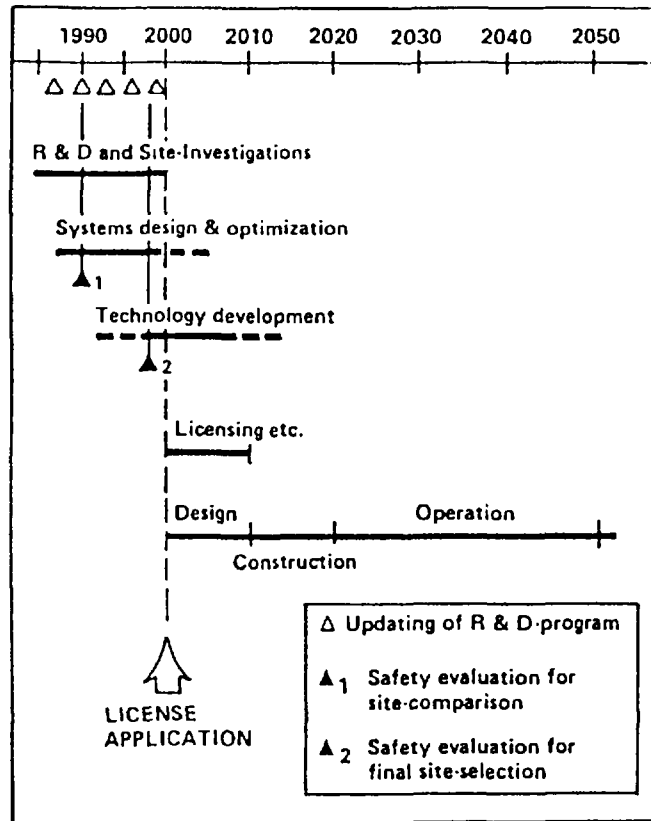 1990 2000 2010 2020 2030 2040 2050
R & D and Site-Investigations
Systems design & optimization
1
Technology development
2
Licensing etc.
Design Operation
Construction
LICENSE
APPLICATION
△ Updating of R & D-program
▲1 Safety evaluation for
site-comparison
▲2 Safety evaluation for
final site-selection